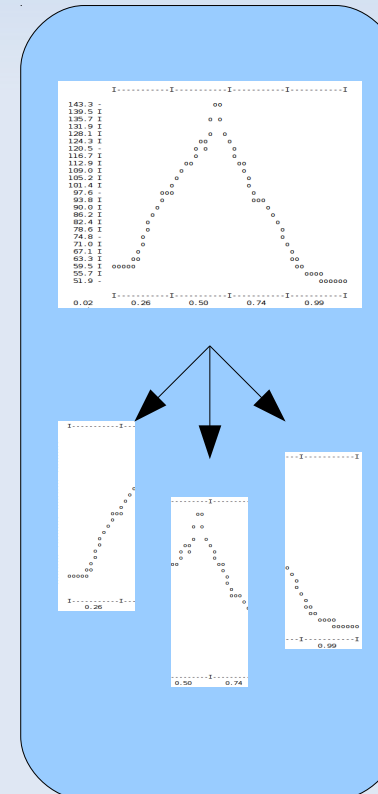 I-----------I-----------I-----------I-----------I
143.3 -
139.5 I
135.7 I
131.9 I
128.1 I
124.3 I
120.5 -
116.7 I
112.9 I
109.0 I
105.2 I
101.4 I
97.6 -
93.8 I
90.0 I
86.2 I
82.4 I
78.6 I
74.8 -
71.0 I
67.1 I
63.3 I
59.5 I
55.7 I
51.9 -
I-----------I-----------I-----------I-----------I
0.02 0.26 0.50 0.74 0.99
I-----------I--
I-----------I--
0.26
---------I--------
---------I--------
0.50 0.74
---I-----------I
---I-----------I
0.99